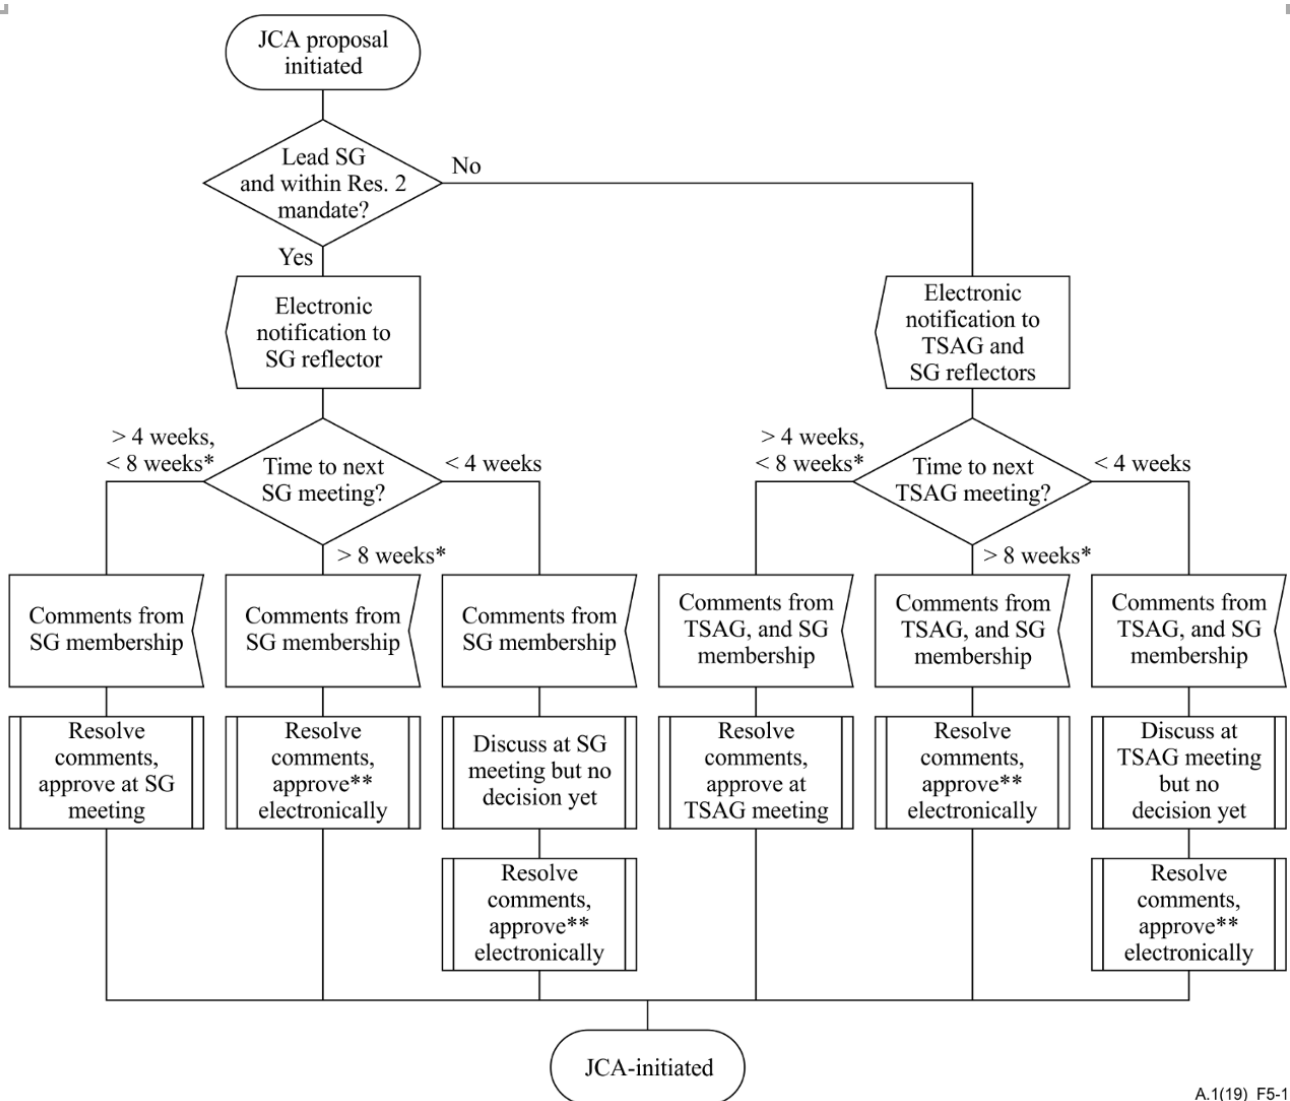 JCA proposal
initiated
Lead SG
and within Res. 2
mandate?
No
Yes
Electronic
notification to
SG reflector
Electronic
notification to
TSAG and
SG reflectors
> 4 weeks,
< 8 weeks*
Time to next
SG meeting?
< 4 weeks
> 8 weeks*
> 4 weeks,
< 8 weeks*
Time to next
TSAG meeting?
< 4 weeks
> 8 weeks*
Comments from
SG membership
Comments from
SG membership
Comments from
SG membership
Comments from
TSAG, and SG
membership
Comments from
TSAG, and SG
membership
Comments from
TSAG, and SG
membership
Resolve
comments,
approve at SG
meeting
Resolve
comments,
approve**
electronically
Discuss at SG
meeting but no
decision yet
Resolve
comments,
approve at
TSAG meeting
Resolve
comments,
approve**
electronically
Discuss at
TSAG meeting
but no
decision yet
Resolve
comments,
approve**
electronically
Resolve
comments,
approve**
electronically
JCA-initiated
A.1(19)_F5-1